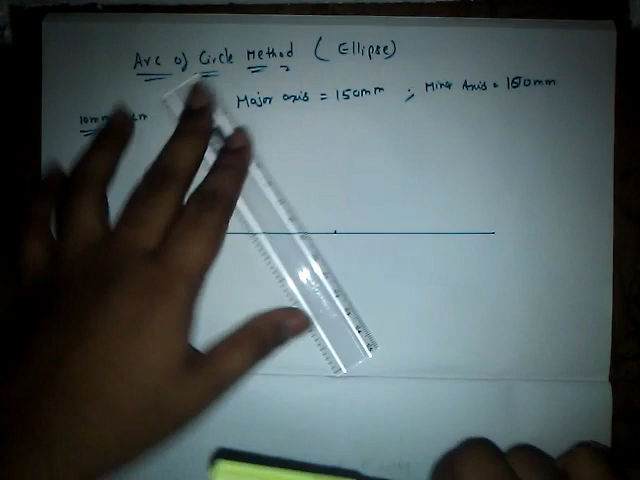 Arc of Circle Method (Ellipse)
Major axis = 150mm ; Minor Axis = 100mm